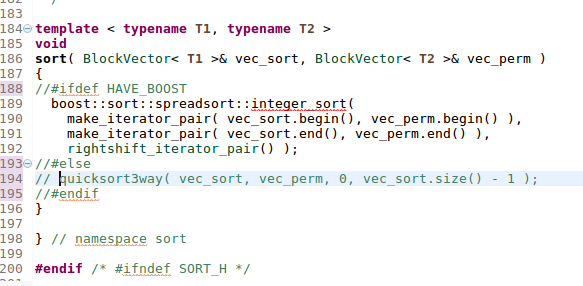 183
184 template < typename T1, typename T2 >
185 void
186 sort( BlockVector< T1 >& vec_sort, BlockVector< T2 >& vec_perm )
187 {
188 //#ifdef HAVE_BOOST
189   boost::sort::spreadsort::integer_sort(
190     make_iterator_pair( vec_sort.begin(), vec_perm.begin() ),
191     make_iterator_pair( vec_sort.end(), vec_perm.end() ),
192     rightshift_iterator_pair() );
193 //#else
194 // quicksort3way( vec_sort, vec_perm, 0, vec_sort.size() - 1 );
195 //#endif
196 }
197
198 } // namespace sort
199
200 #endif /* #ifndef SORT_H */